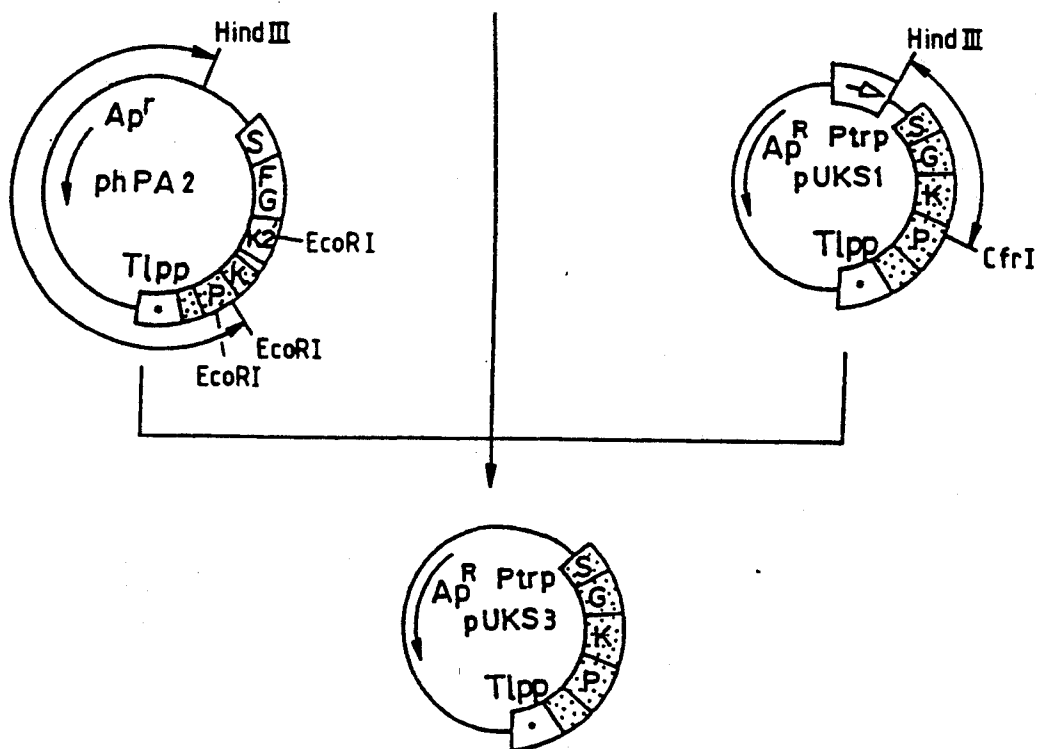 Hind III
Ap^r
phPA2
S
F
G
K2
EcoRI
K
P
Tlpp
EcoRI
EcoRI
Hind III
Ap^R Ptrp
pUKS1
S
G
K
P
CfrI
Tlpp
Ap^R Ptrp
pUKS3
S
G
K
P
Tlpp